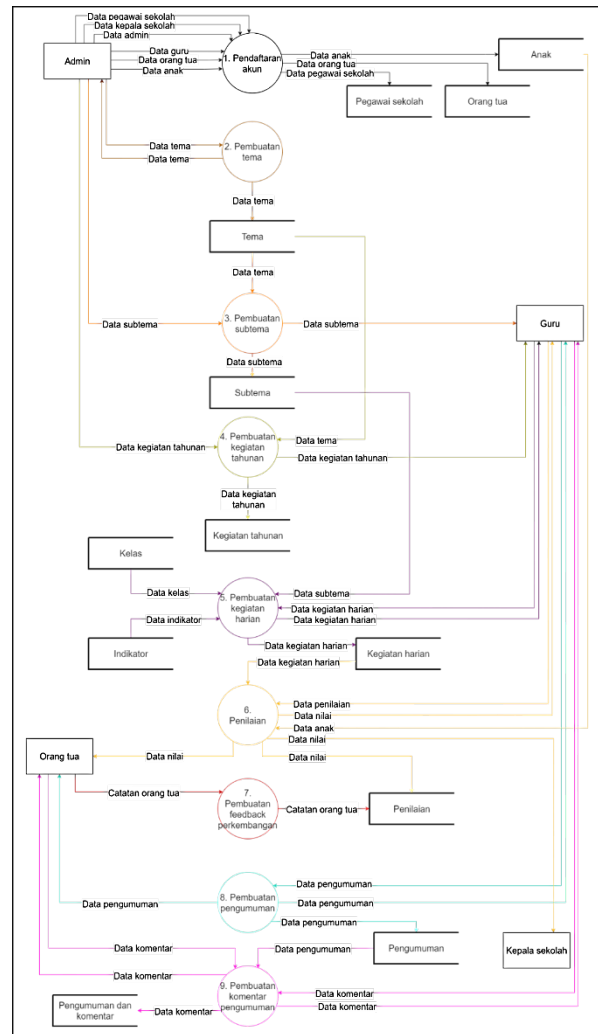 Data pegawai sekolah
Data kepala sekolah
Data admin
Data guru
Data orang tua
Data anak
Admin
1. Pendaftaran
akun
Data anak
Data orang tua
Data pegawai sekolah
Anak
Pegawai sekolah
Orang tua
Data tema
Data tema
2. Pembuatan
tema
Data tema
Tema
Data tema
Data subtema
3. Pembuatan
subtema
Data subtema
Guru
Data subtema
Subtema
4. Pembuatan
kegiatan
tahunan
Data tema
Data kegiatan tahunan
Data kegiatan tahunan
Data kegiatan
tahunan
Kegiatan tahunan
Kelas
Data kelas
Data subtema
5. Pembuatan
kegiatan
harian
Data kegiatan harian
Data kegiatan harian
Data indikator
Indikator
Data kegiatan harian
Kegiatan harian
Data kegiatan harian
6.
Penilaian
Data penilaian
Data nilai
Data anak
Data nilai
Data nilai
Data nilai
Orang tua
Catatan orang tua
7.
Pembuatan
feedback
perkembangan
Catatan orang tua
Penilaian
8. Pembuatan
pengumuman
Data pengumuman
Data pengumuman
Data pengumuman
Data pengumuman
Pengumuman
Kepala sekolah
Data komentar
Data pengumuman
Data komentar
9. Pembuatan
komentar
pengumuman
Data komentar
Data komentar
Data komentar
Pengumuman dan
komentar